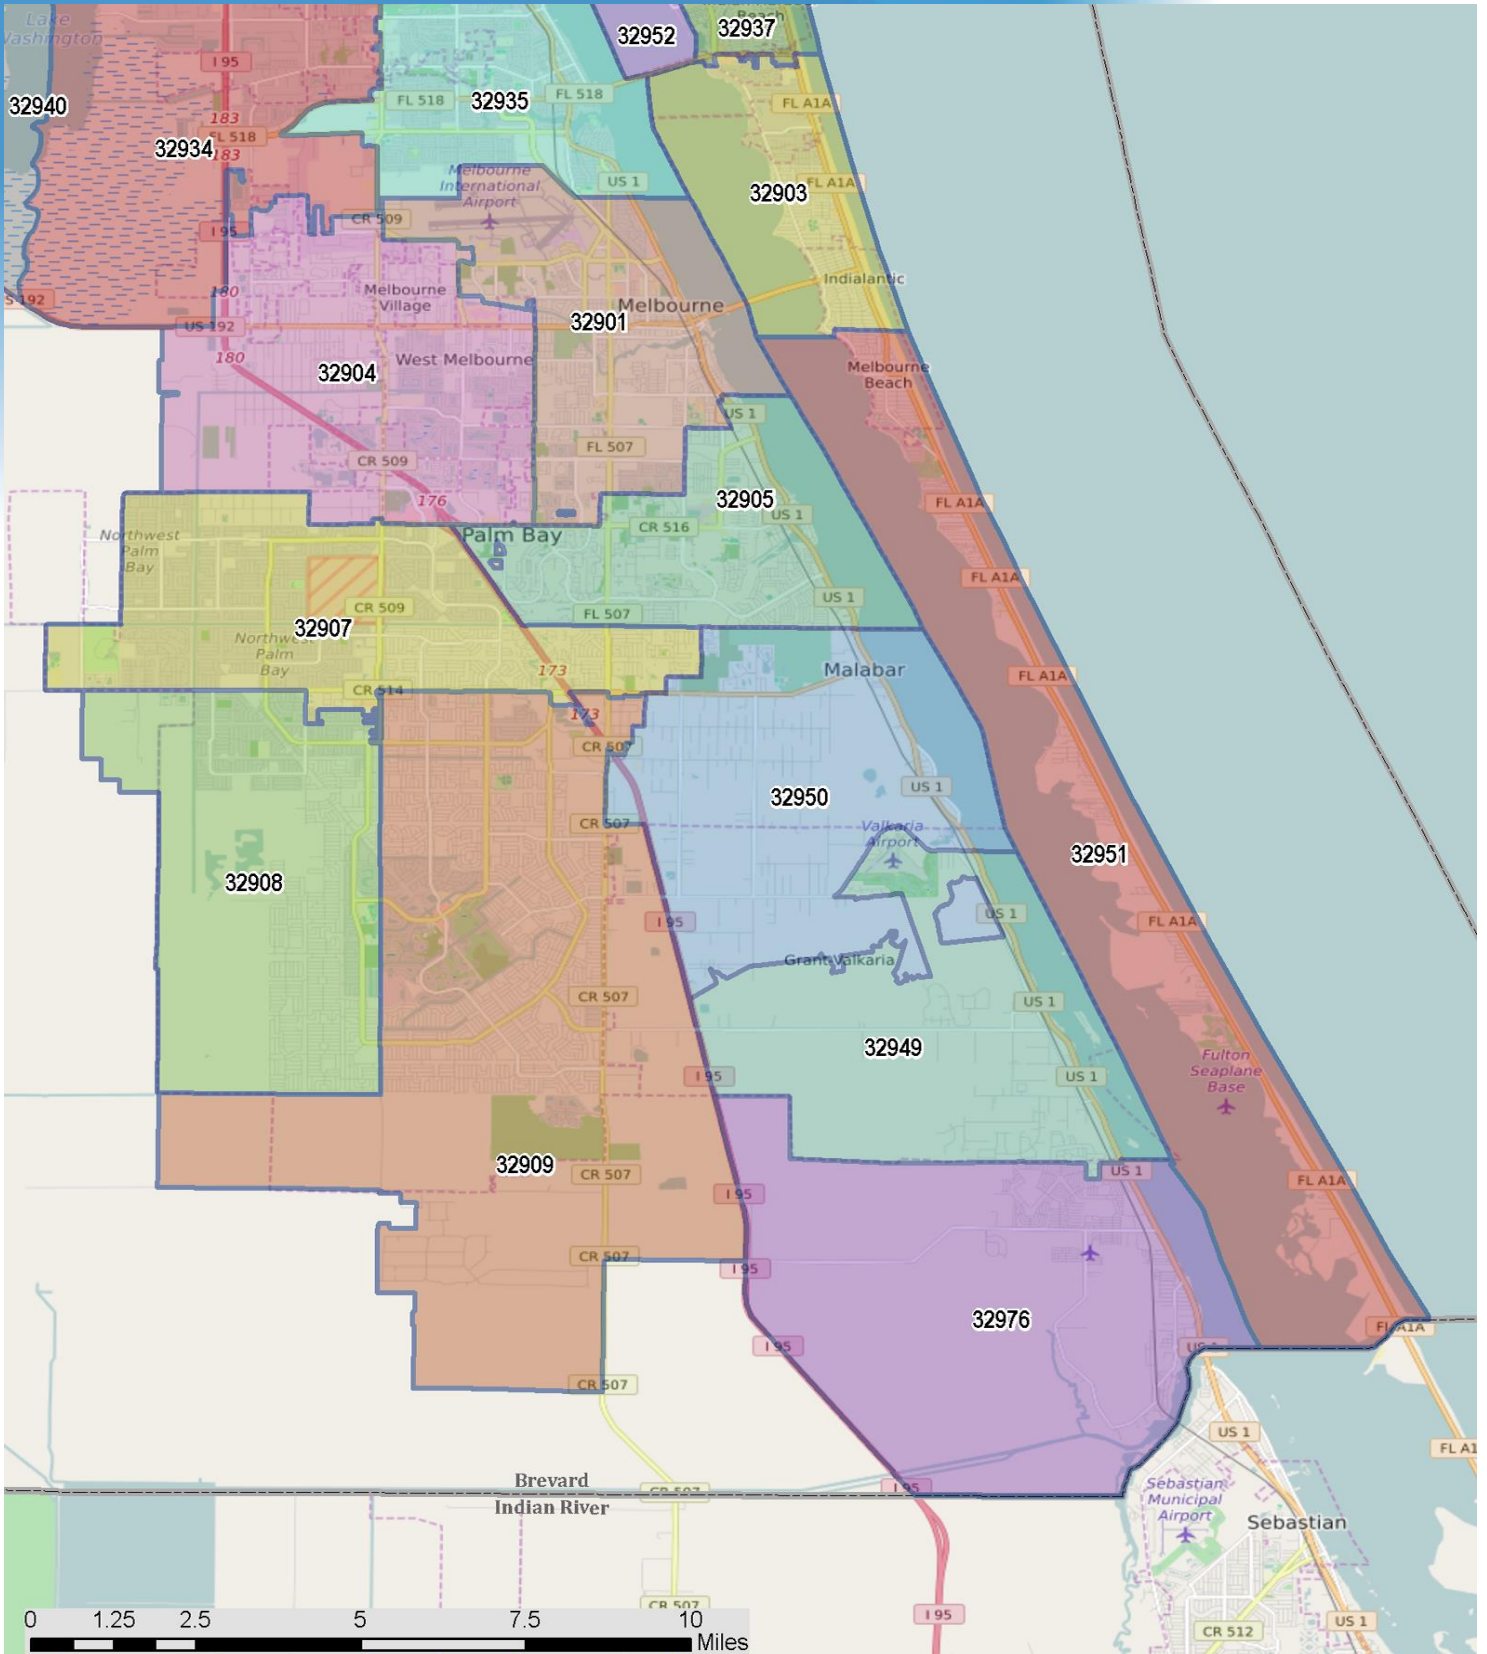 Lake
Washington
32952
Beach
32937
I 95
32940
FL 518
32935
FL 518
FL A1A
183
FL 518
32934
183
Melbourne
International
Airport
US 1
FL A1A
32903
CR 509
I 95
Indialantic
180
Melbourne
Village
Melbourne
S 192
US 192
32901
180
West Melbourne
32904
Melbourne
Beach
US 1
FL 507
CR 509
176
32905
FL A1A
US 1
CR 516
Palm Bay
Northwest
Palm
Bay
FL A1A
US 1
CR 509
FL 507
32907
Northwest
Palm
Bay
173
Malabar
FL A1A
CR 514
173
CR 507
US 1
32950
CR 507
Valkaria
Airport
32951
32908
US 1
FL A1A
I 95
Grant-Valkaria
CR 507
US 1
32949
Fulton
Seaplane
Base
I 95
US 1
32909
CR 507
US 1
FL A1A
I 95
CR 507
I 95
32976
FL A1A
I 95
US 1
CR 507
US 1
FL A1
Brevard
I 95
CR 507
Indian River
Sebastian
Municipal
Airport
Sebastian
CR 507
I 95
US 1
CR 512
0 1.25 2.5 5 7.5 10
Miles